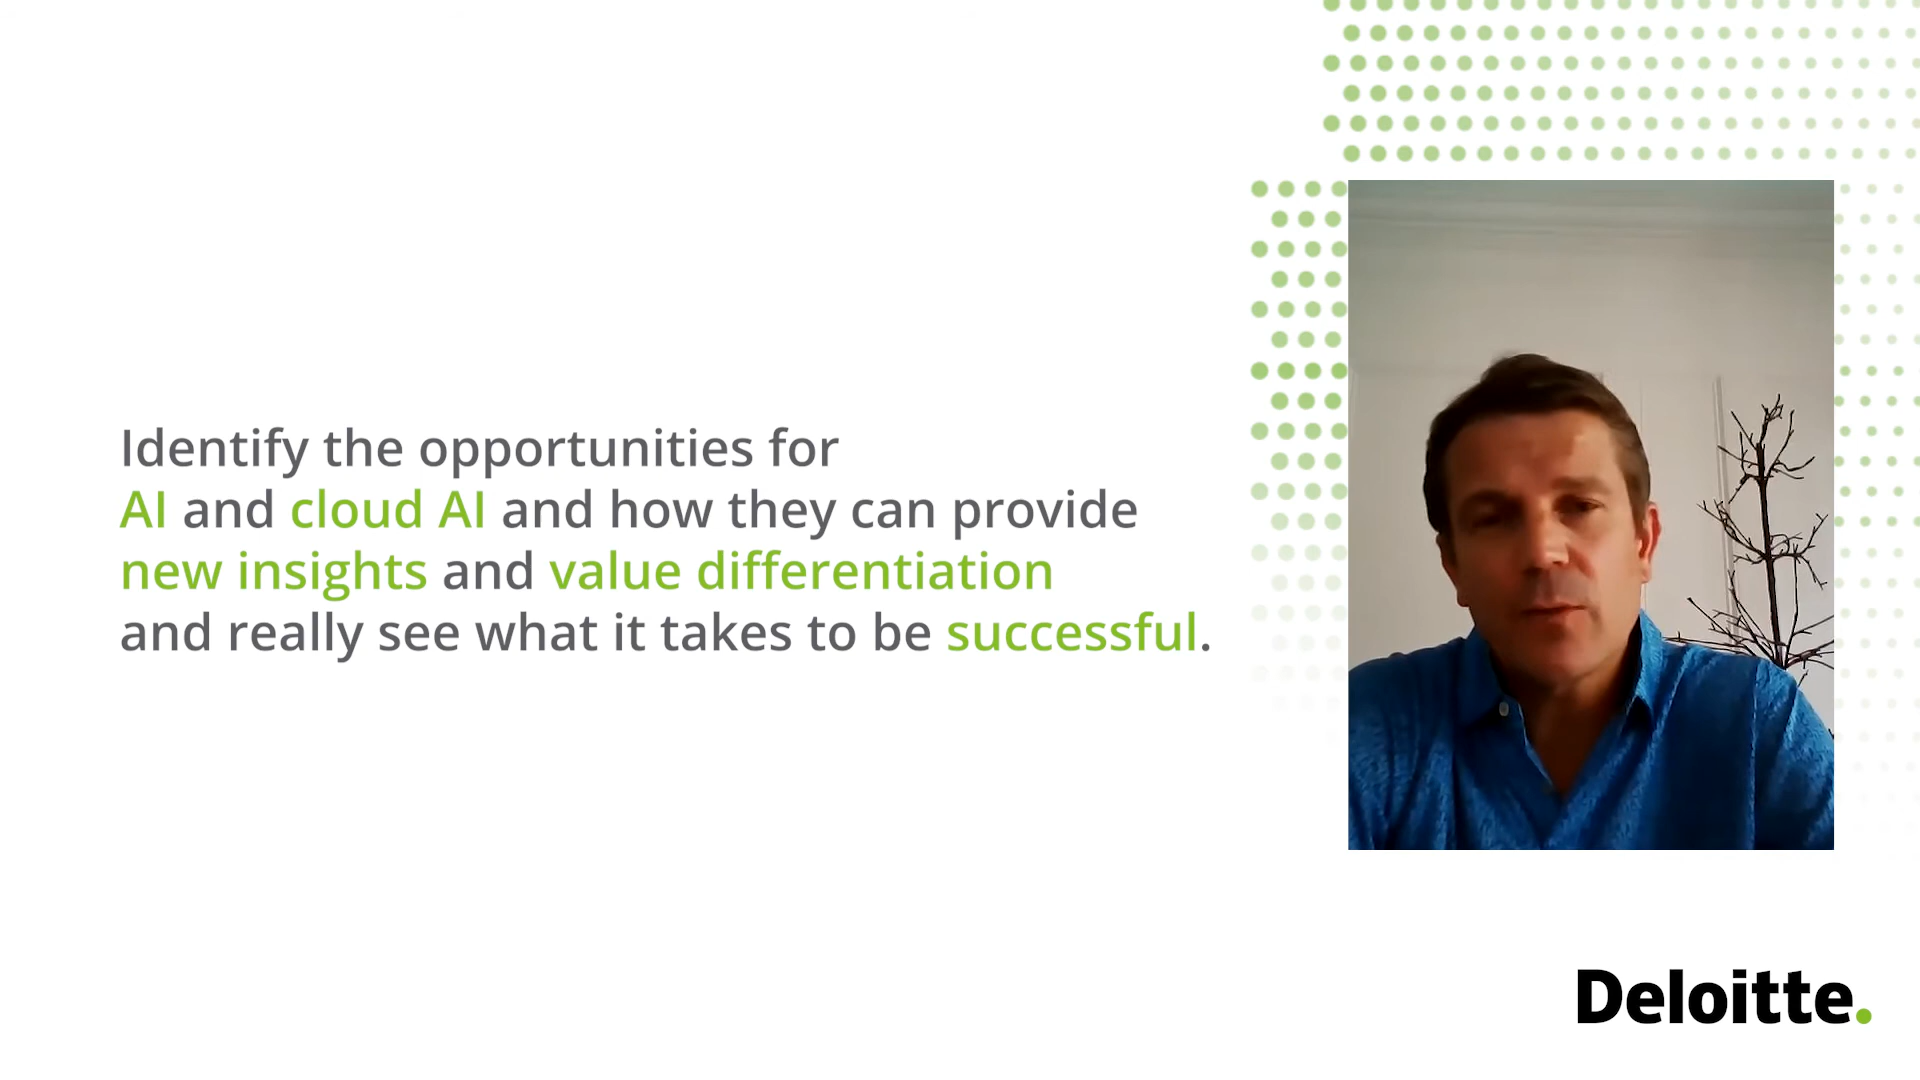 Identify the opportunities for
AI and cloud AI and how they can provide
new insights and value differentiation
and really see what it takes to be successful.
Deloitte.